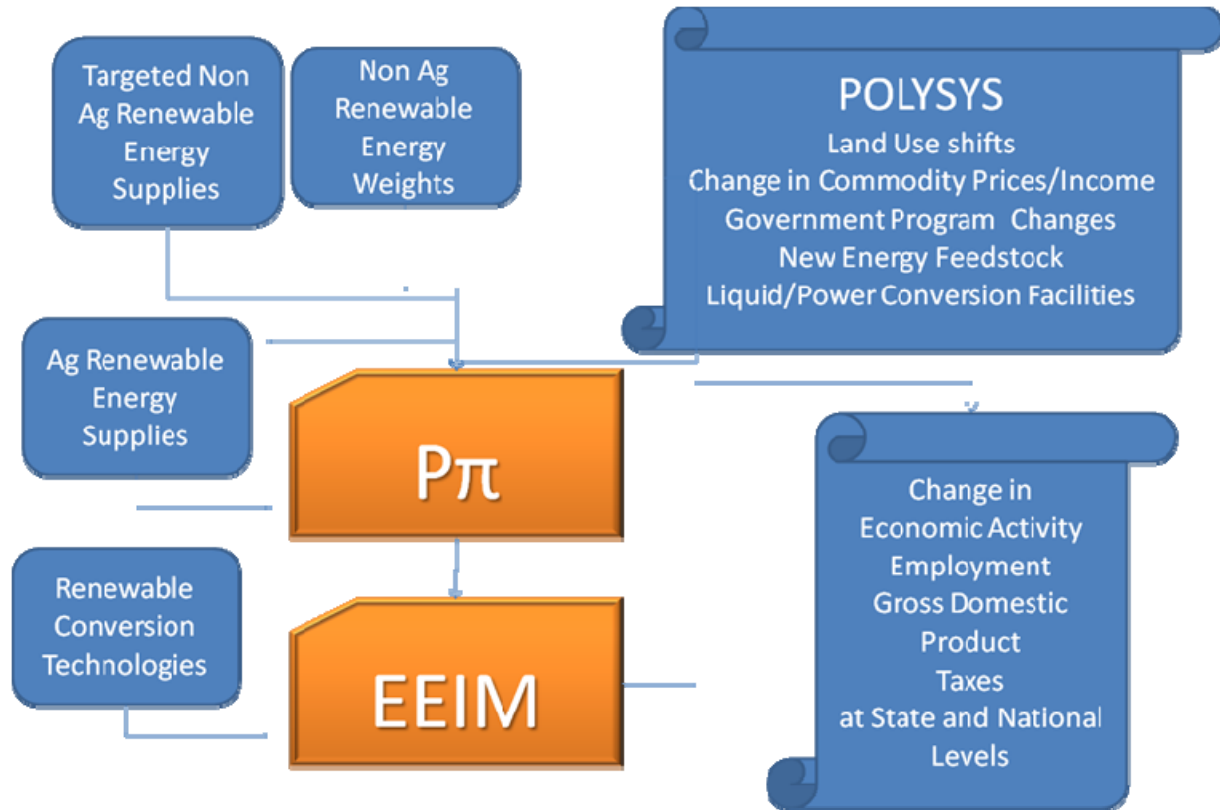 Targeted Non
Ag Renewable
Energy
Supplies
Non Ag
Renewable
Energy
Weights
POLYSYS
Land Use shifts
Change in Commodity Prices/Income
Government Program Changes
New Energy Feedstock
Liquid/Power Conversion Facilities
Ag Renewable
Energy
Supplies
Pπ
Renewable
Conversion
Technologies
EEIM
Change in
Economic Activity
Employment
Gross Domestic
Product
Taxes
at State and National
Levels